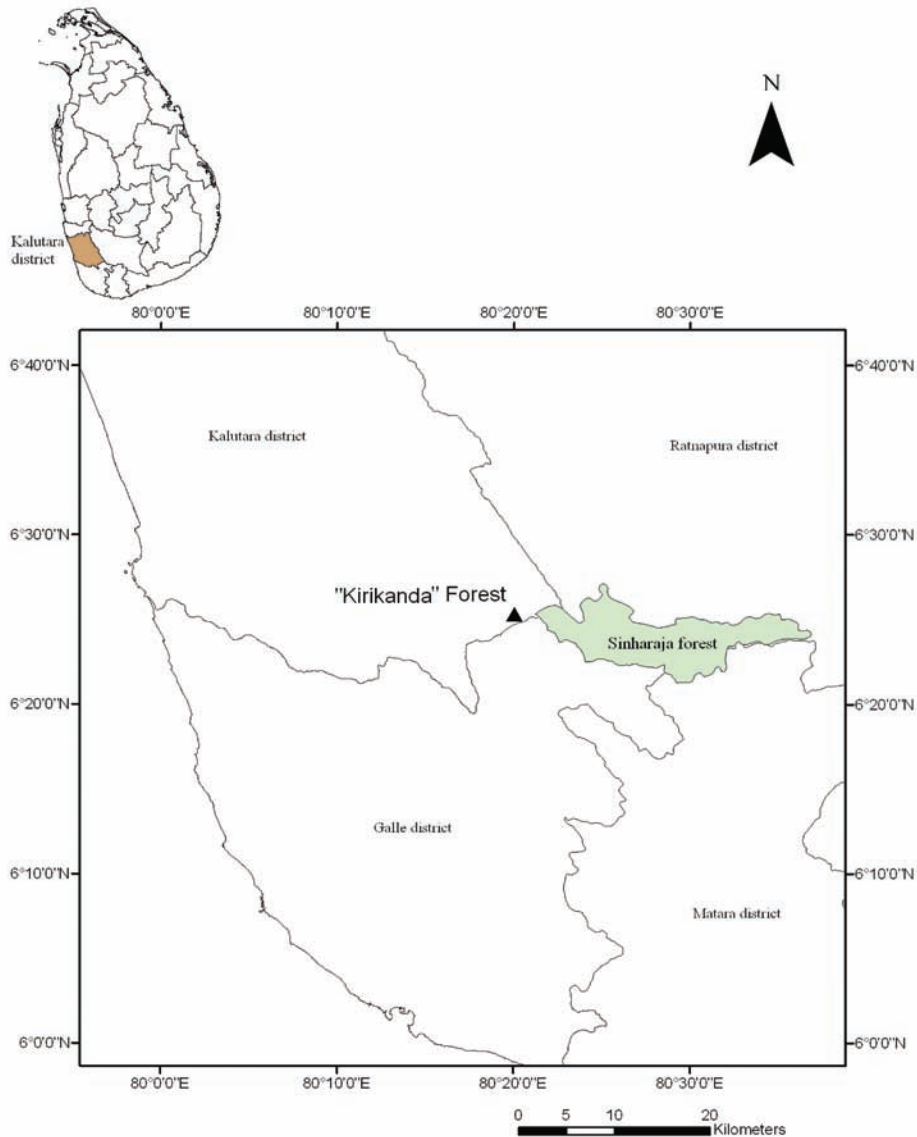 N
Kalutara
district
80°0'0"E 80°10'0"E 80°20'0"E 80°30'0"E
6°40'0"N 6°40'0"N
Kalutara district
Ratnapura district
6°30'0"N 6°30'0"N
"Kirikanda" Forest
Sinharaja forest
6°20'0"N 6°20'0"N
Galle district
6°10'0"N 6°10'0"N
Matara district
6°0'0"N 6°0'0"N
80°0'0"E 80°10'0"E 80°20'0"E 80°30'0"E
0 5 10 20
Kilometers